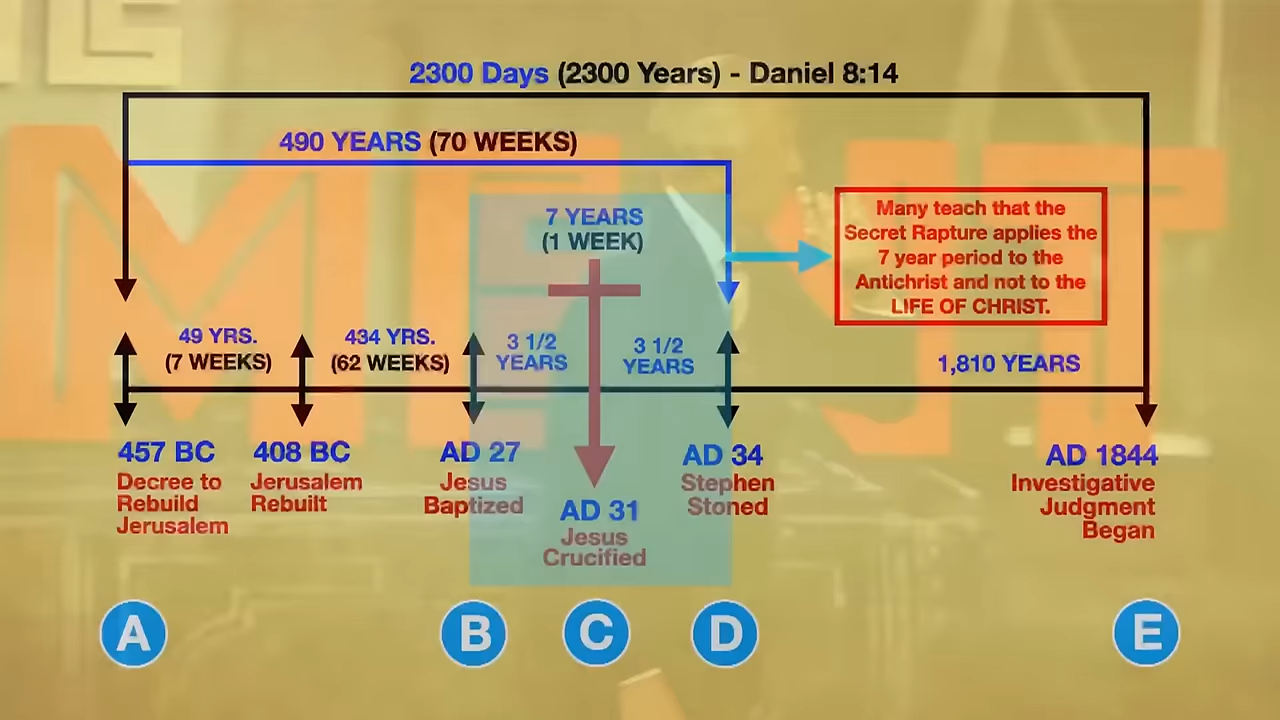 2300 Days (2300 Years) - Daniel 8:14
490 YEARS (70 WEEKS)
7 YEARS
(1 WEEK)
Many teach that the
Secret Rapture applies the
7 year period to the
Antichrist and not to the
LIFE OF CHRIST.
49 YRS.
(7 WEEKS)
434 YRS.
(62 WEEKS)
3 1/2
YEARS
3 1/2
YEARS
1,810 YEARS
457 BC
Decree to
Rebuild
Jerusalem
408 BC
Jerusalem
Rebuilt
AD 27
Jesus
Baptized
AD 31
Jesus
Crucified
AD 34
Stephen
Stoned
AD 1844
Investigative
Judgment
Began
A
B
C
D
E